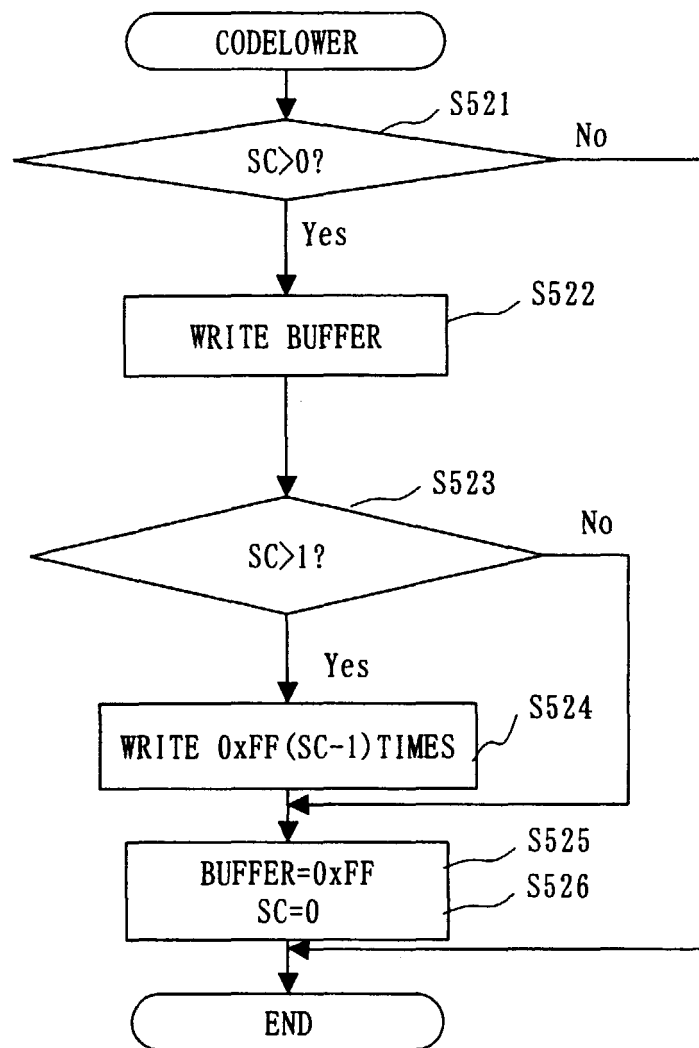 CODELOWER
S521
SC>0?
No
Yes
S522
WRITE BUFFER
S523
SC>1?
No
Yes
S524
WRITE 0xFF(SC-1)TIMES
S525
BUFFER=0xFF
S526
SC=0
END